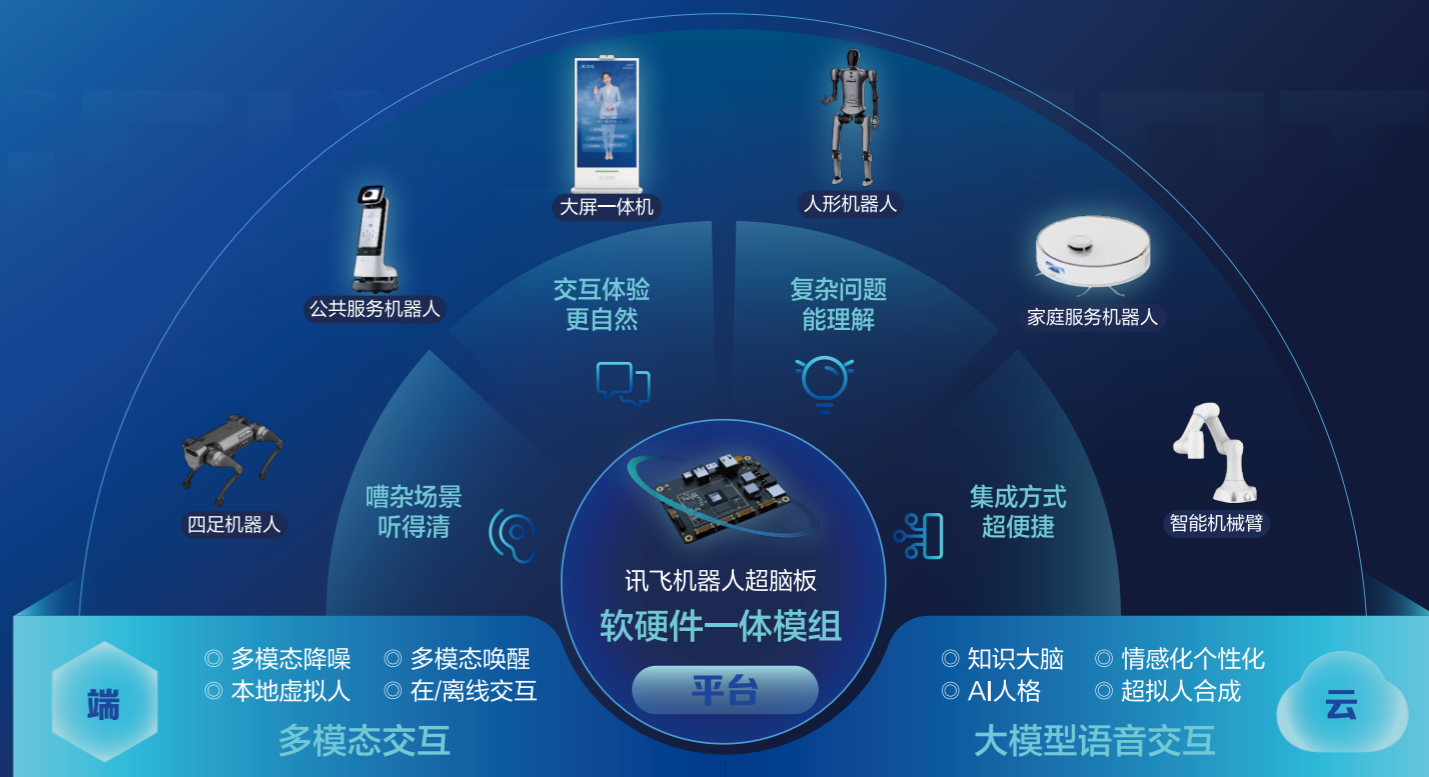 大屏一体机
人形机器人
公共服务机器人
家庭服务机器人
四足机器人
智能机械臂
交互体验
更自然
复杂问题
能理解
嘈杂场景
听得清
集成方式
超便捷
讯飞机器人超脑板
软硬件一体模组
平台
端
◎ 多模态降噪
◎ 多模态唤醒
◎ 本地虚拟人
◎ 在/离线交互
多模态交互
◎ 知识大脑
◎ 情感化个性化
◎ AI人格
◎ 超拟人合成
大模型语音交互
云